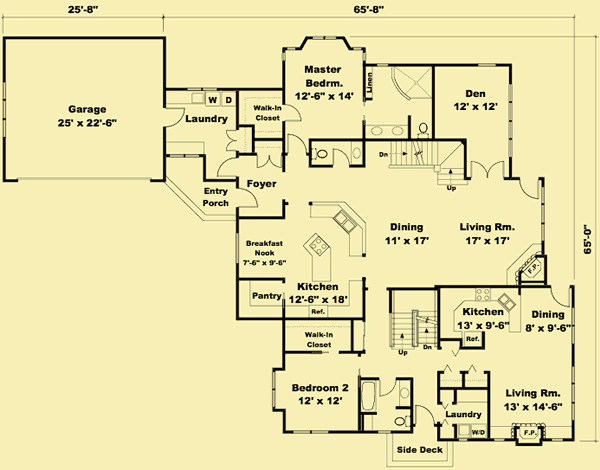 25'-8"
65'-8"
Garage
25' x 22'-6"
W D
Laundry
Walk-In
Closet
Master
Bedrm.
12'-6" x 14'
Linen
Den
12' x 12'
Dn
Up
Entry
Porch
Foyer
Breakfast
Nook
7'-6" x 9'-6"
Pantry
Kitchen
12'-6" x 18'
Ref.
Dining
11' x 17'
Living Rm.
17' x 17'
F.P.
65'-0"
Walk-In
Closet
Up
Dn
Kitchen
13' x 9'-6"
Ref.
Dining
8' x 9'-6"
Bedroom 2
12' x 12'
Laundry
W/D
Living Rm.
13' x 14'-6"
F.P.
Side Deck